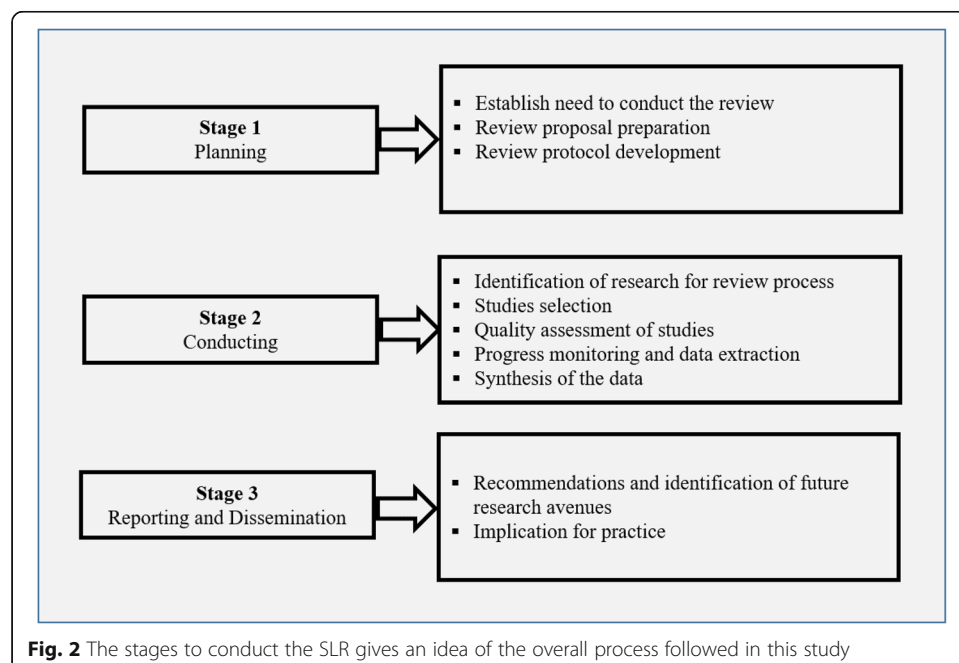 Stage 1
Planning
▪ Establish need to conduct the review
▪ Review proposal preparation
▪ Review protocol development
Stage 2
Conducting
▪ Identification of research for review process
▪ Studies selection
▪ Quality assessment of studies
▪ Progress monitoring and data extraction
▪ Synthesis of the data
Stage 3
Reporting and Dissemination
▪ Recommendations and identification of future
research avenues
▪ Implication for practice
Fig. 2 The stages to conduct the SLR gives an idea of the overall process followed in this study